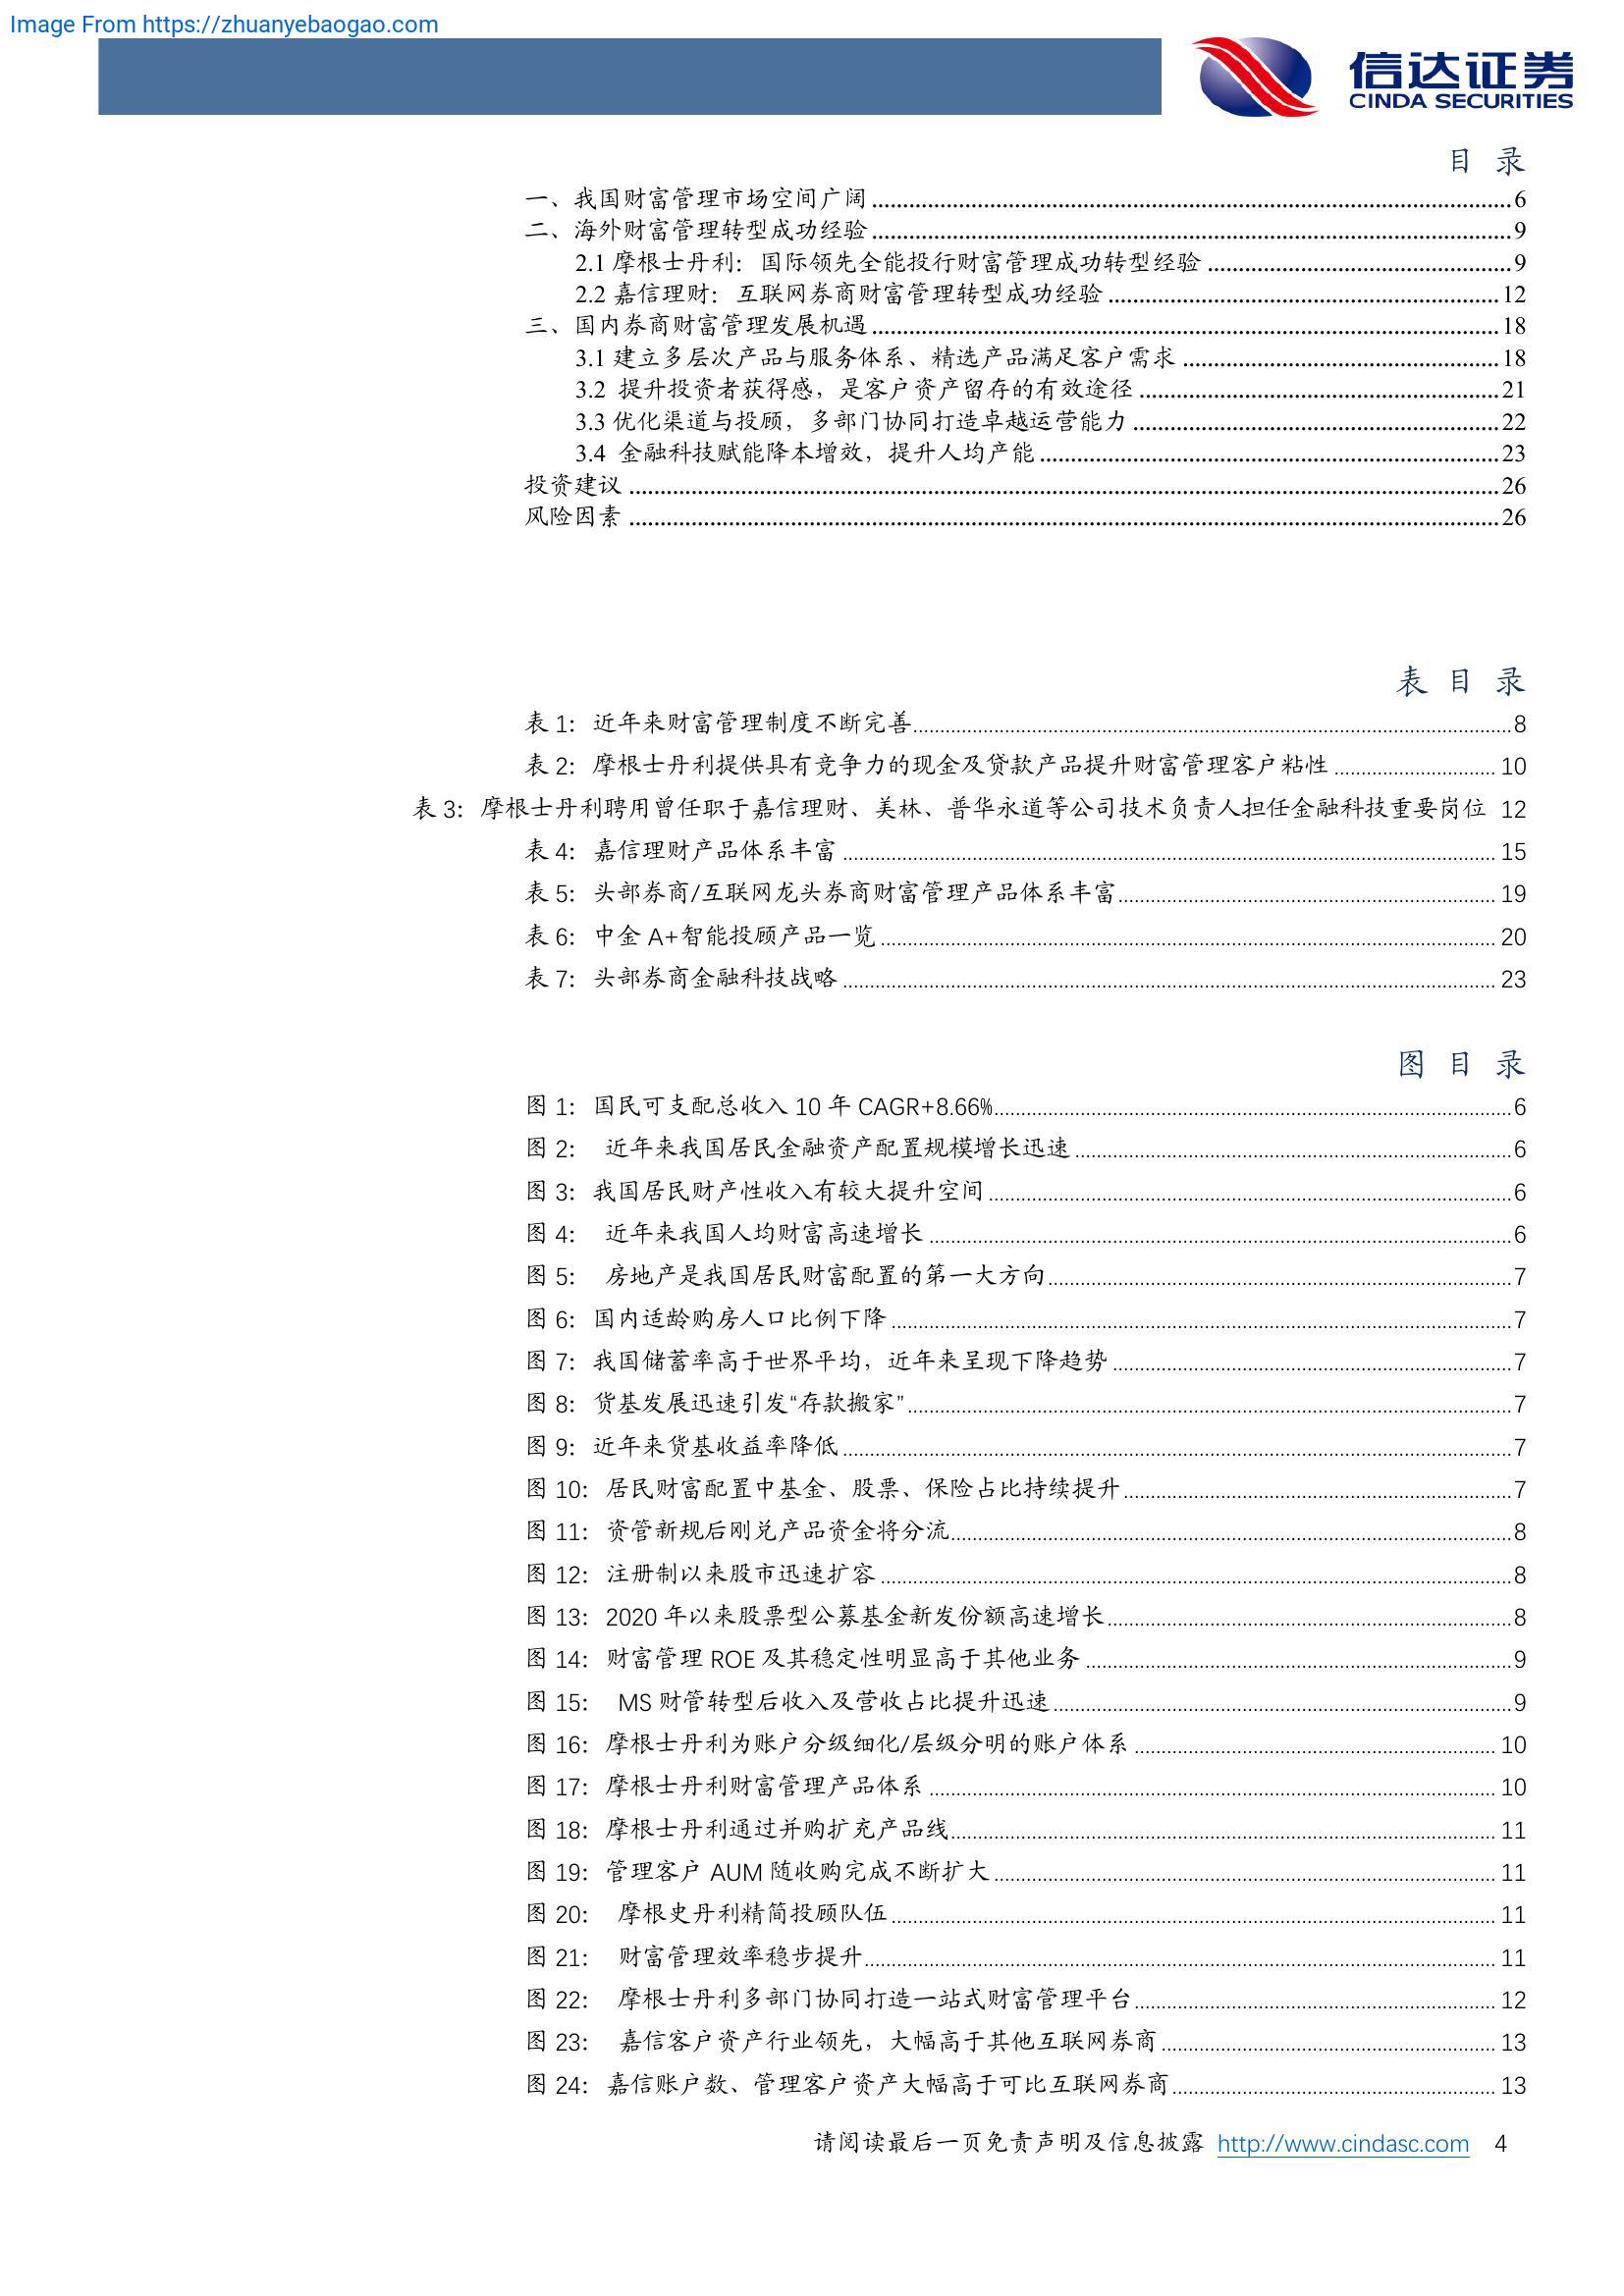 Image From https://zhuanyebaogao.com
信达证券
CINDA SECURITIES
目 录
一、我国财富管理市场空间广阔 ........ 6
二、海外财富管理转型成功经验 ........ 9
2.1 摩根士丹利：国际领先全能投行财富管理成功转型经验 ........ 9
2.2 嘉信理财：互联网券商财富管理转型成功经验 ........ 12
三、国内券商财富管理发展机遇 ........ 18
3.1 建立多层次产品与服务体系、精选产品满足客户需求 ........ 18
3.2 提升投资者获得感，是客户资产留存的有效途径 ........ 21
3.3 优化渠道与投顾，多部门协同打造卓越运营能力 ........ 22
3.4 金融科技赋能降本增效，提升人均产能 ........ 23
投资建议 ........ 26
风险因素 ........ 26
表 目 录
表 1：近年来财富管理制度不断完善 ........ 8
表 2：摩根士丹利提供具有竞争力的现金及贷款产品提升财富管理客户粘性 ........ 10
表 3：摩根士丹利聘用曾任职于嘉信理财、美林、普华永道等公司技术负责人担任金融科技重要岗位 12
表 4：嘉信理财产品体系丰富 ........ 15
表 5：头部券商/互联网龙头券商财富管理产品体系丰富 ........ 19
表 6：中金 A+智能投顾产品一览 ........ 20
表 7：头部券商金融科技战略 ........ 23
图 目 录
图 1：国民可支配总收入 10 年 CAGR+8.66% ........ 6
图 2： 近年来我国居民金融资产配置规模增长迅速 ........ 6
图 3：我国居民财产性收入有较大提升空间 ........ 6
图 4： 近年来我国人均财富高速增长 ........ 6
图 5： 房地产是我国居民财富配置的第一大方向 ........ 7
图 6：国内适龄购房人口比例下降 ........ 7
图 7：我国储蓄率高于世界平均，近年来呈现下降趋势 ........ 7
图 8：货基发展迅速引发“存款搬家” ........ 7
图 9：近年来货基收益率降低 ........ 7
图 10：居民财富配置中基金、股票、保险占比持续提升 ........ 7
图 11：资管新规后刚兑产品资金将分流 ........ 8
图 12：注册制以来股市迅速扩容 ........ 8
图 13：2020 年以来股票型公募基金新发份额高速增长 ........ 8
图 14：财富管理 ROE 及其稳定性明显高于其他业务 ........ 9
图 15： MS 财管转型后收入及营收占比提升迅速 ........ 9
图 16：摩根士丹利为账户分级细化/层级分明的账户体系 ........ 10
图 17：摩根士丹利财富管理产品体系 ........ 10
图 18：摩根士丹利通过并购扩充产品线 ........ 11
图 19：管理客户 AUM 随收购完成不断扩大 ........ 11
图 20： 摩根史丹利精简投顾队伍 ........ 11
图 21： 财富管理效率稳步提升 ........ 11
图 22： 摩根士丹利多部门协同打造一站式财富管理平台 ........ 12
图 23： 嘉信客户资产行业领先，大幅高于其他互联网券商 ........ 13
图 24：嘉信账户数、管理客户资产大幅高于可比互联网券商 ........ 13
请阅读最后一页免责声明及信息披露 http://www.cindasc.com 4